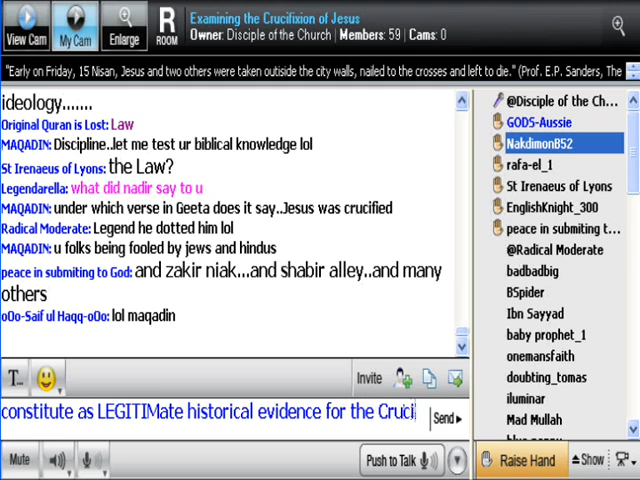 View Cam
My Cam
Enlarge
R
ROOM
Examining the Crucifixion of Jesus
Owner: Disciple of the Church | Members: 59 | Cams: 0
"Early on Friday, 15 Nisan, Jesus and two others were taken outiside the city walls, nailed to the crosses and left to die." (Prof. E.P. Sanders, The
ideology.......
Original Quran is Lost: Law
MAQADIN: Discipline..let me test ur biblical knowledge lol
St Irenaeus of Lyons: the Law?
Legendarella: what did nadir say to u
MAQADIN: under which verse in Geeta does it say..Jesus was crucified
Radical Moderate: Legend he dotted him lol
MAQADIN: u folks being fooled by jews and hindus
peace in submiting to God: and zakir niak...and shabir alley..and many
others
oOo-Saif ul Haqq-oOo: lol maqadin
@Disciple of the Ch...
GODS-Aussie
NakdimonB52
rafa-el_1
St Irenaeus of Lyons
EnglishKnight_300
peace in submiting t...
@Radical Moderate
badbadbig
BSpider
Ibn Sayyad
baby prophet_1
onemansfaith
doubting_tomas
iluminar
Mad Mullah
T...
Invite
constitute as LEGITIMate historical evidence for the Cruci
Send
Mute
Push to Talk
Raise Hand
Show